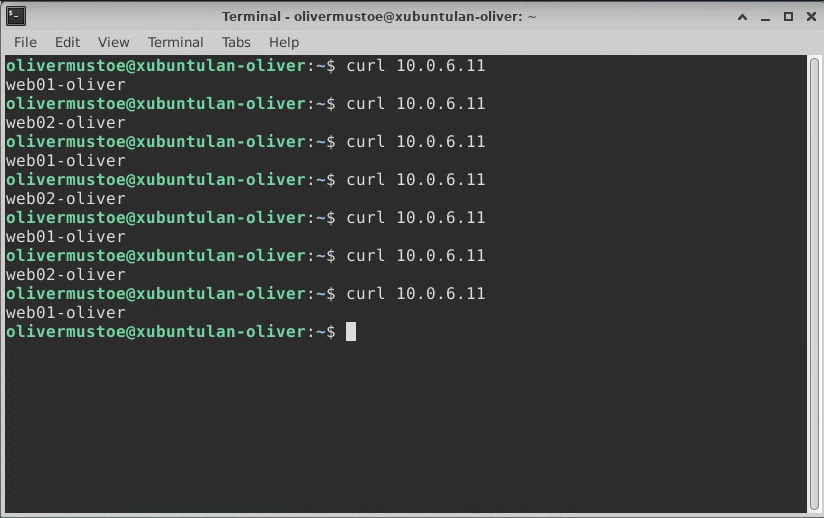 Terminal - olivermustoe@xubuntulan-oliver: ~
File Edit View Terminal Tabs Help
olivermustoe@xubuntulan-oliver:~$ curl 10.0.6.11
web01-oliver
olivermustoe@xubuntulan-oliver:~$ curl 10.0.6.11
web02-oliver
olivermustoe@xubuntulan-oliver:~$ curl 10.0.6.11
web01-oliver
olivermustoe@xubuntulan-oliver:~$ curl 10.0.6.11
web02-oliver
olivermustoe@xubuntulan-oliver:~$ curl 10.0.6.11
web01-oliver
olivermustoe@xubuntulan-oliver:~$ curl 10.0.6.11
web02-oliver
olivermustoe@xubuntulan-oliver:~$ curl 10.0.6.11
web01-oliver
olivermustoe@xubuntulan-oliver:~$